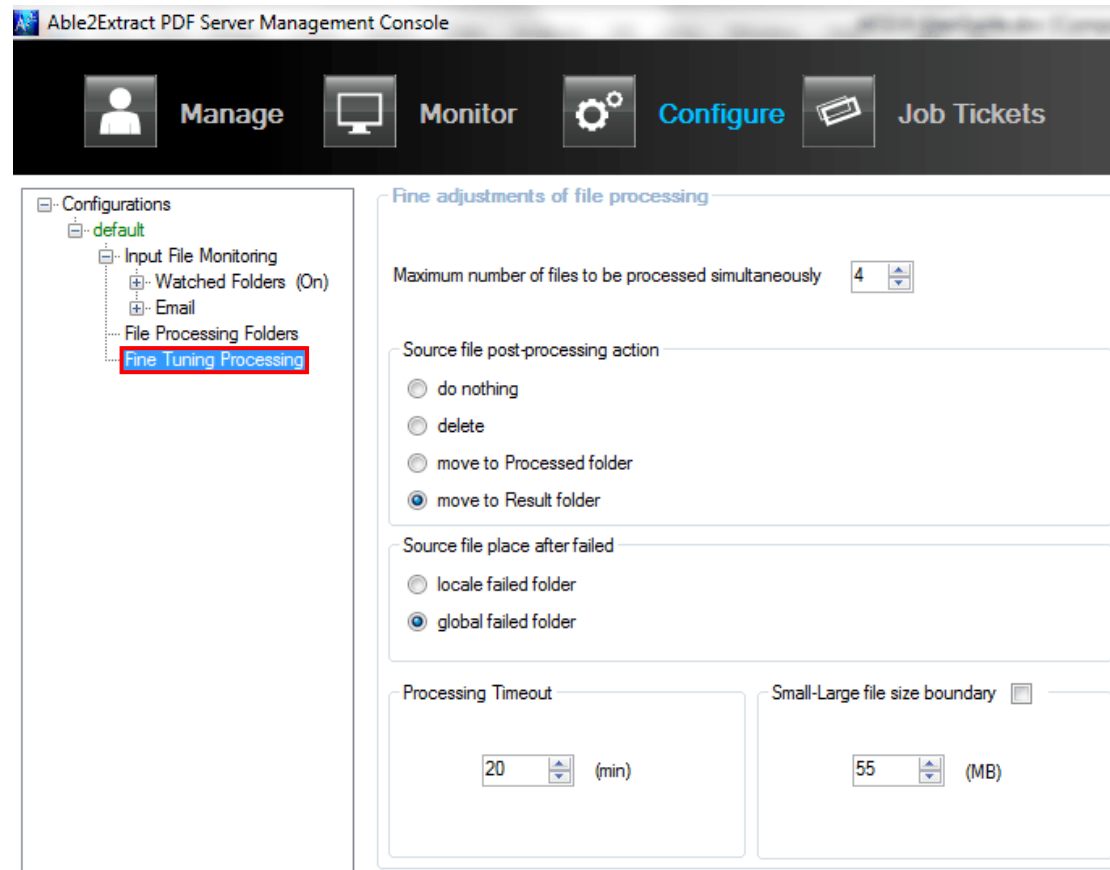 Able2Extract PDF Server Management Console
Manage Monitor Configure Job Tickets
Configurations
default
Input File Monitoring
Watched Folders (On)
Email
File Processing Folders
Fine Tuning Processing
Fine adjustments of file processing
Maximum number of files to be processed simultaneously 4
Source file post-processing action
do nothing
delete
move to Processed folder
move to Result folder
Source file place after failed
locale failed folder
global failed folder
Processing Timeout
20 (min)
Small-Large file size boundary
55 (MB)